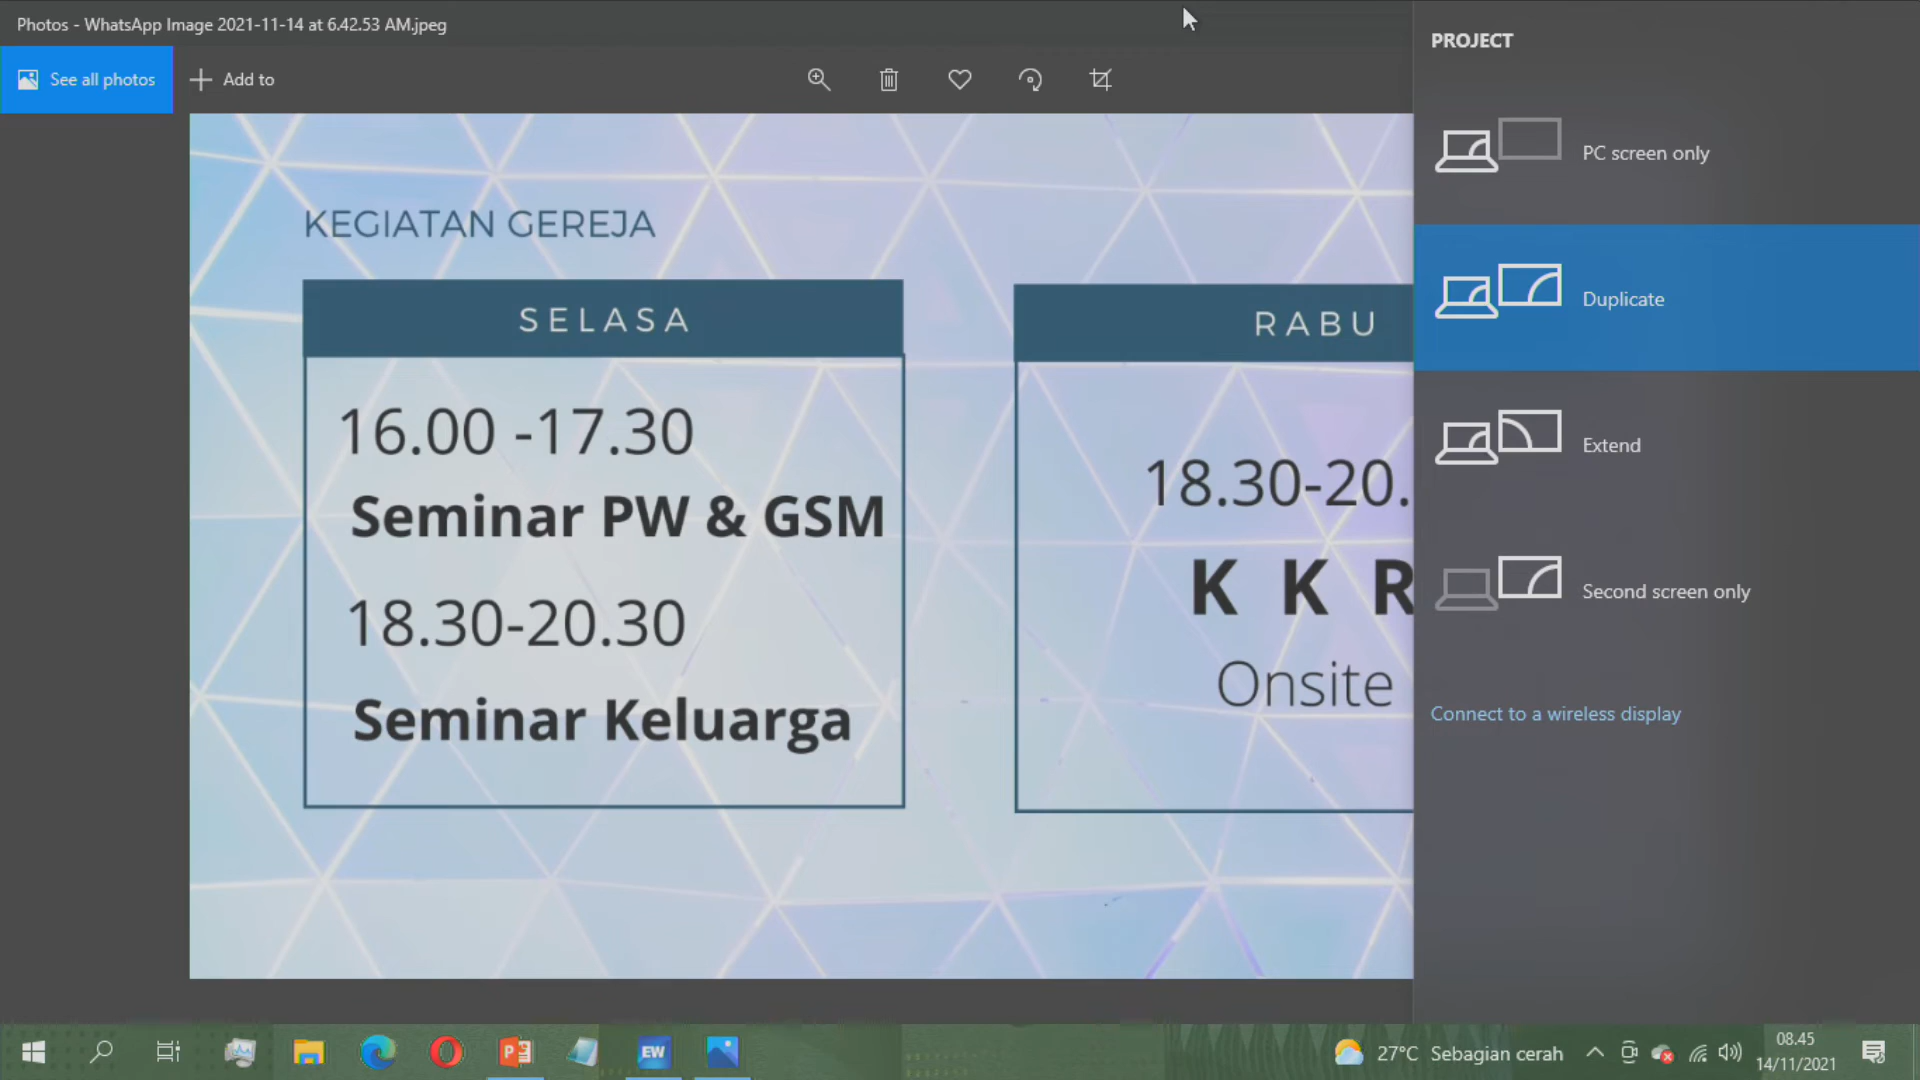 Photos - WhatsApp Image 2021-11-14 at 6.42.53 AM.jpeg
See all photos
Add to
KEGIATAN GEREJA
SELASA
16.00 -17.30
Seminar PW & GSM
18.30-20.30
Seminar Keluarga
RABU
18.30-20.
K K R
Onsite
PROJECT
PC screen only
Duplicate
Extend
Second screen only
Connect to a wireless display
EW
27°C Sebagian cerah
08.45
14/11/2021